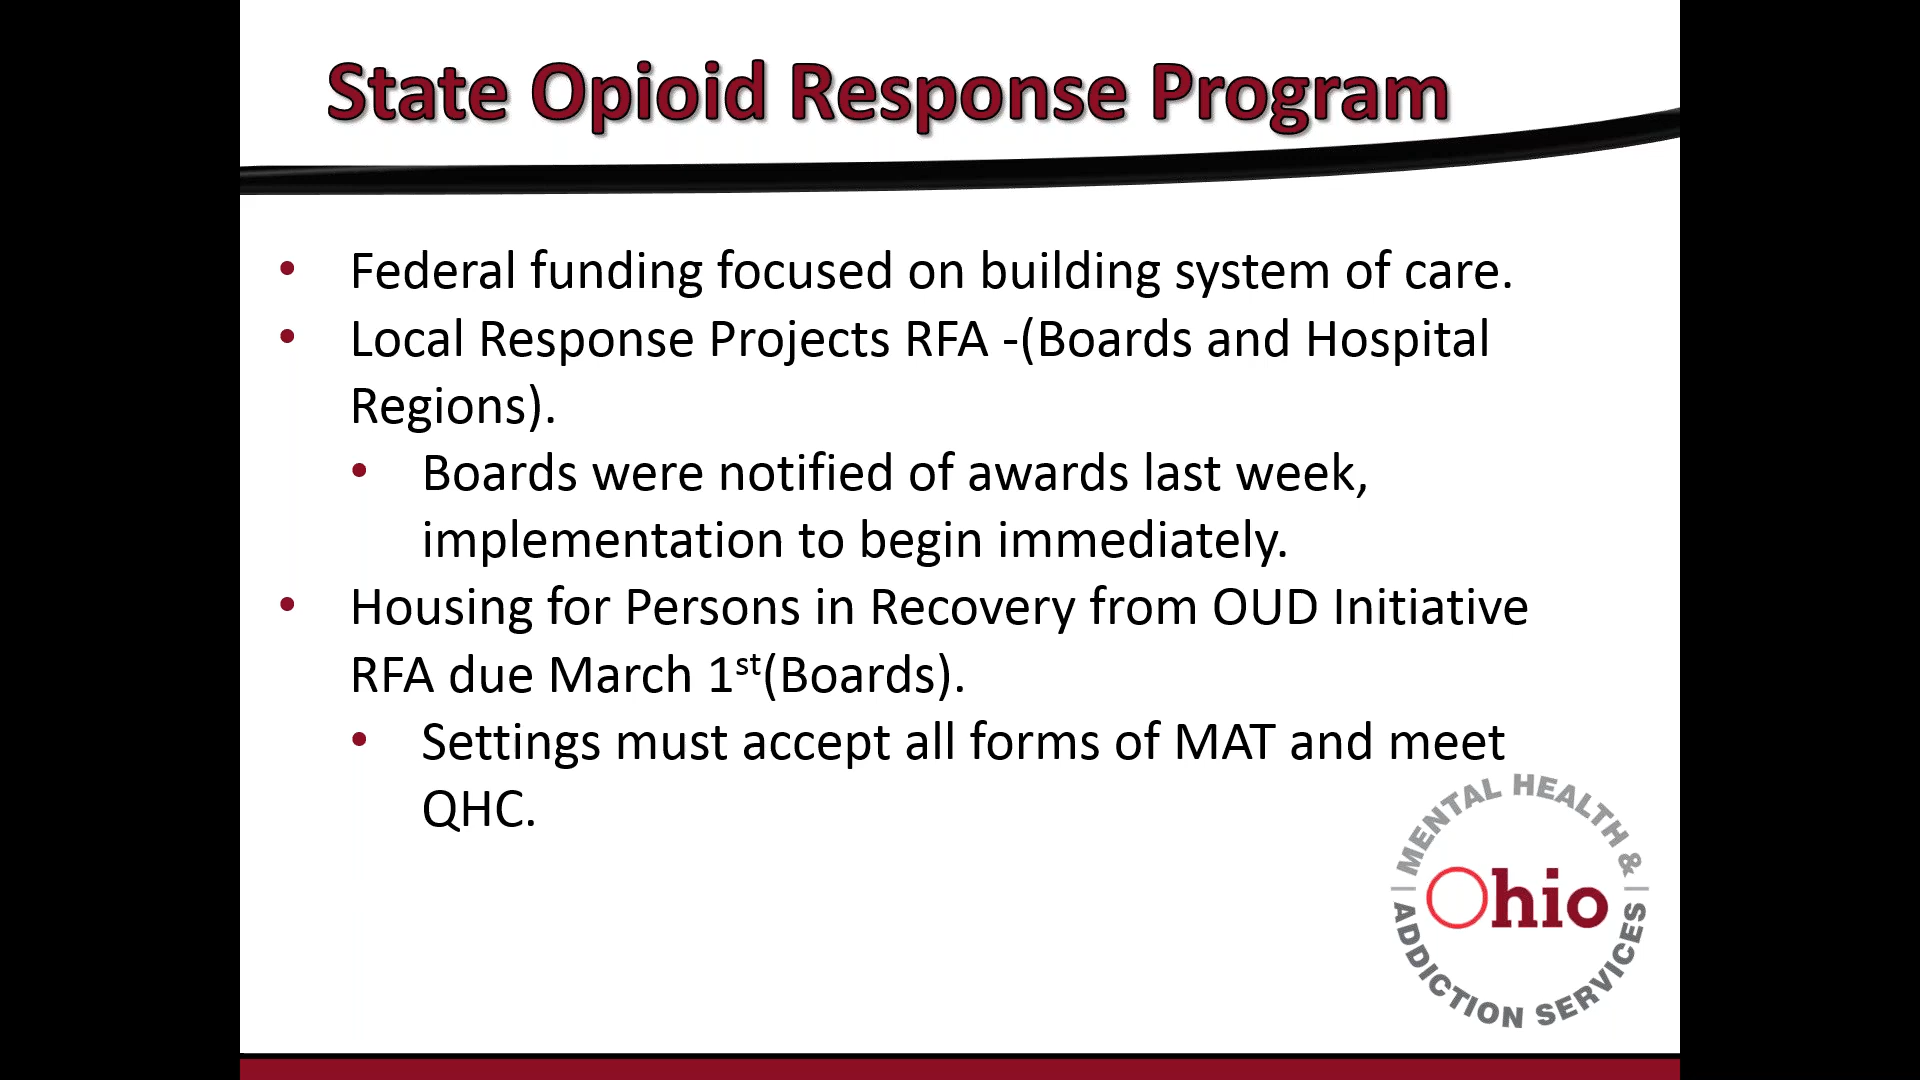 State Opioid Response Program
• Federal funding focused on building system of care.
• Local Response Projects RFA -(Boards and Hospital
Regions).
• Boards were notified of awards last week,
implementation to begin immediately.
• Housing for Persons in Recovery from OUD Initiative
RFA due March 1st(Boards).
• Settings must accept all forms of MAT and meet
QHC.
MENTAL HEALTH &
Ohio
ADDICTION SERVICES